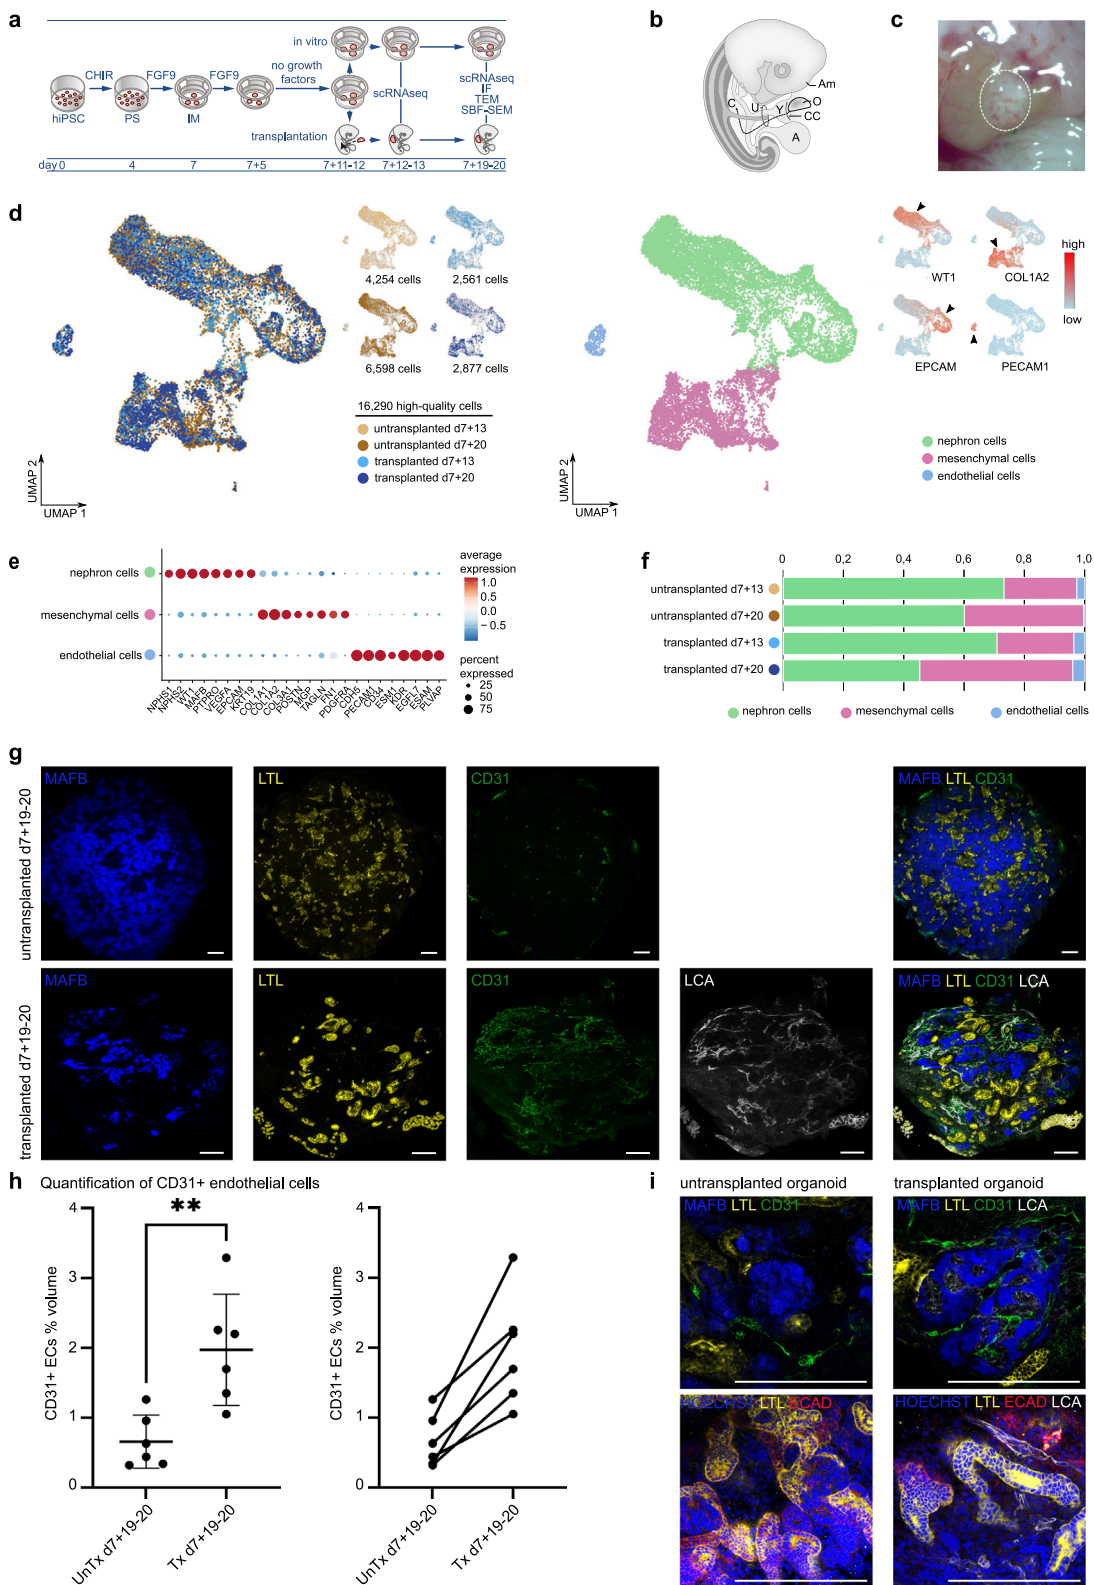 a
in vitro
CHIR
FGF9
FGF9
no growth
factors
scRNAseq
scRNAseq
IF
TEM
SBF-SEM
hiPSC
PS
IM
transplantation
day 0
4
7
7+5
7+11-12
7+12-13
7+19-20
b
Am
C
U
Y
O
CC
A
c
d
4,254 cells
2,561 cells
6,598 cells
2,877 cells
16,290 high-quality cells
untransplanted d7+13
untransplanted d7+20
transplanted d7+13
transplanted d7+20
UMAP 2
UMAP 1
WT1
COL1A2
EPCAM
PECAM1
high
low
nephron cells
mesenchymal cells
endothelial cells
UMAP 2
UMAP 1
e
nephron cells
mesenchymal cells
endothelial cells
NPHS1
NPHS2
WT1
MAFB
PTPRO
VEGFA
EPCAM
KRT19
COL1A1
COL1A2
COL3A1
POSTN
MGP
TAGLN
FN1
PDGFRA
CDH5
PECAM1
CD34
ESM1
KDR
EGFL7
ESAM
PLVAP
average
expression
1.0
0.5
0.0
− 0.5
percent
expressed
25
50
75
f
0
0,2
0,4
0,6
0,8
1,0
untransplanted d7+13
untransplanted d7+20
transplanted d7+13
transplanted d7+20
nephron cells
mesenchymal cells
endothelial cells
g
untransplanted d7+19-20
MAFB
LTL
CD31
MAFB LTL CD31
transplanted d7+19-20
MAFB
LTL
CD31
LCA
MAFB LTL CD31 LCA
h
Quantification of CD31+ endothelial cells
CD31+ ECs % volume
4
3
2
1
0
**
UnTx d7+19-20
Tx d7+19-20
CD31+ ECs % volume
4
3
2
1
0
UnTx d7+19-20
Tx d7+19-20
i
untransplanted organoid
transplanted organoid
MAFB LTL CD31
MAFB LTL CD31 LCA
HOECHST LTL ECAD
HOECHST LTL ECAD LCA